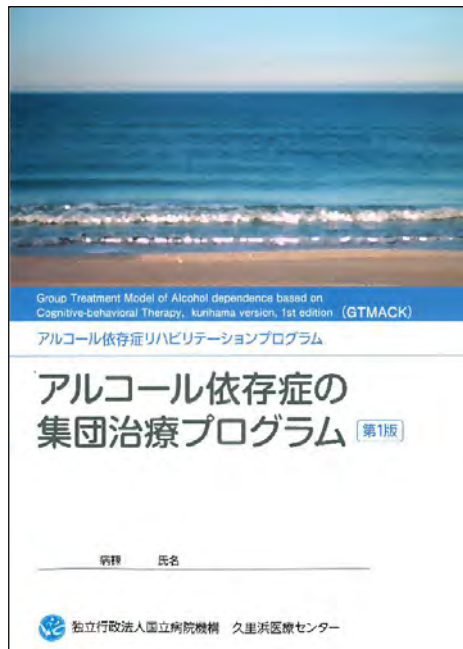 Group Treatment Model of Alcohol dependence based on
Cognitive-behavioral Therapy, kurihama version, 1st edition (GTMACK)
アルコール依存症リハビリテーションプログラム
アルコール依存症の
集団治療プログラム 第1版
病棟 氏名
独立行政法人国立病院機構 久里浜医療センター